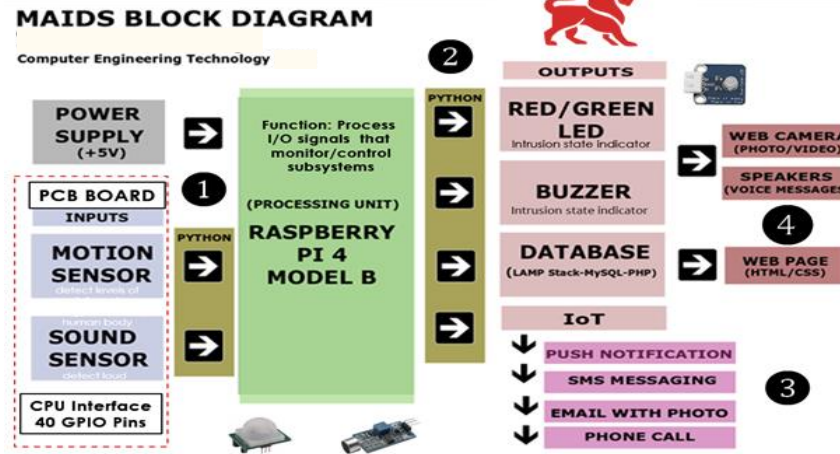 MAIDS BLOCK DIAGRAM
Computer Engineering Technology
POWER
SUPPLY
(+5V)
1
PCB BOARD
INPUTS
MOTION
SENSOR
detect levels of
human body
SOUND
SENSOR
detect loud
CPU Interface
40 GPIO Pins
PYTHON
Function: Process
I/O signals that
monitor/control
subsystems
(PROCESSING UNIT)
RASPBERRY
PI 4
MODEL B
2
PYTHON
OUTPUTS
RED/GREEN
LED
Intrusion state indicator
BUZZER
Intrusion state indicator
DATABASE
(LAMP Stack-MySQL-PHP)
IoT
PUSH NOTIFICATION
SMS MESSAGING
EMAIL WITH PHOTO
PHONE CALL
3
WEB CAMERA
(PHOTO/VIDEO)
SPEAKERS
(VOICE MESSAGES
4
WEB PAGE
(HTML/CSS)